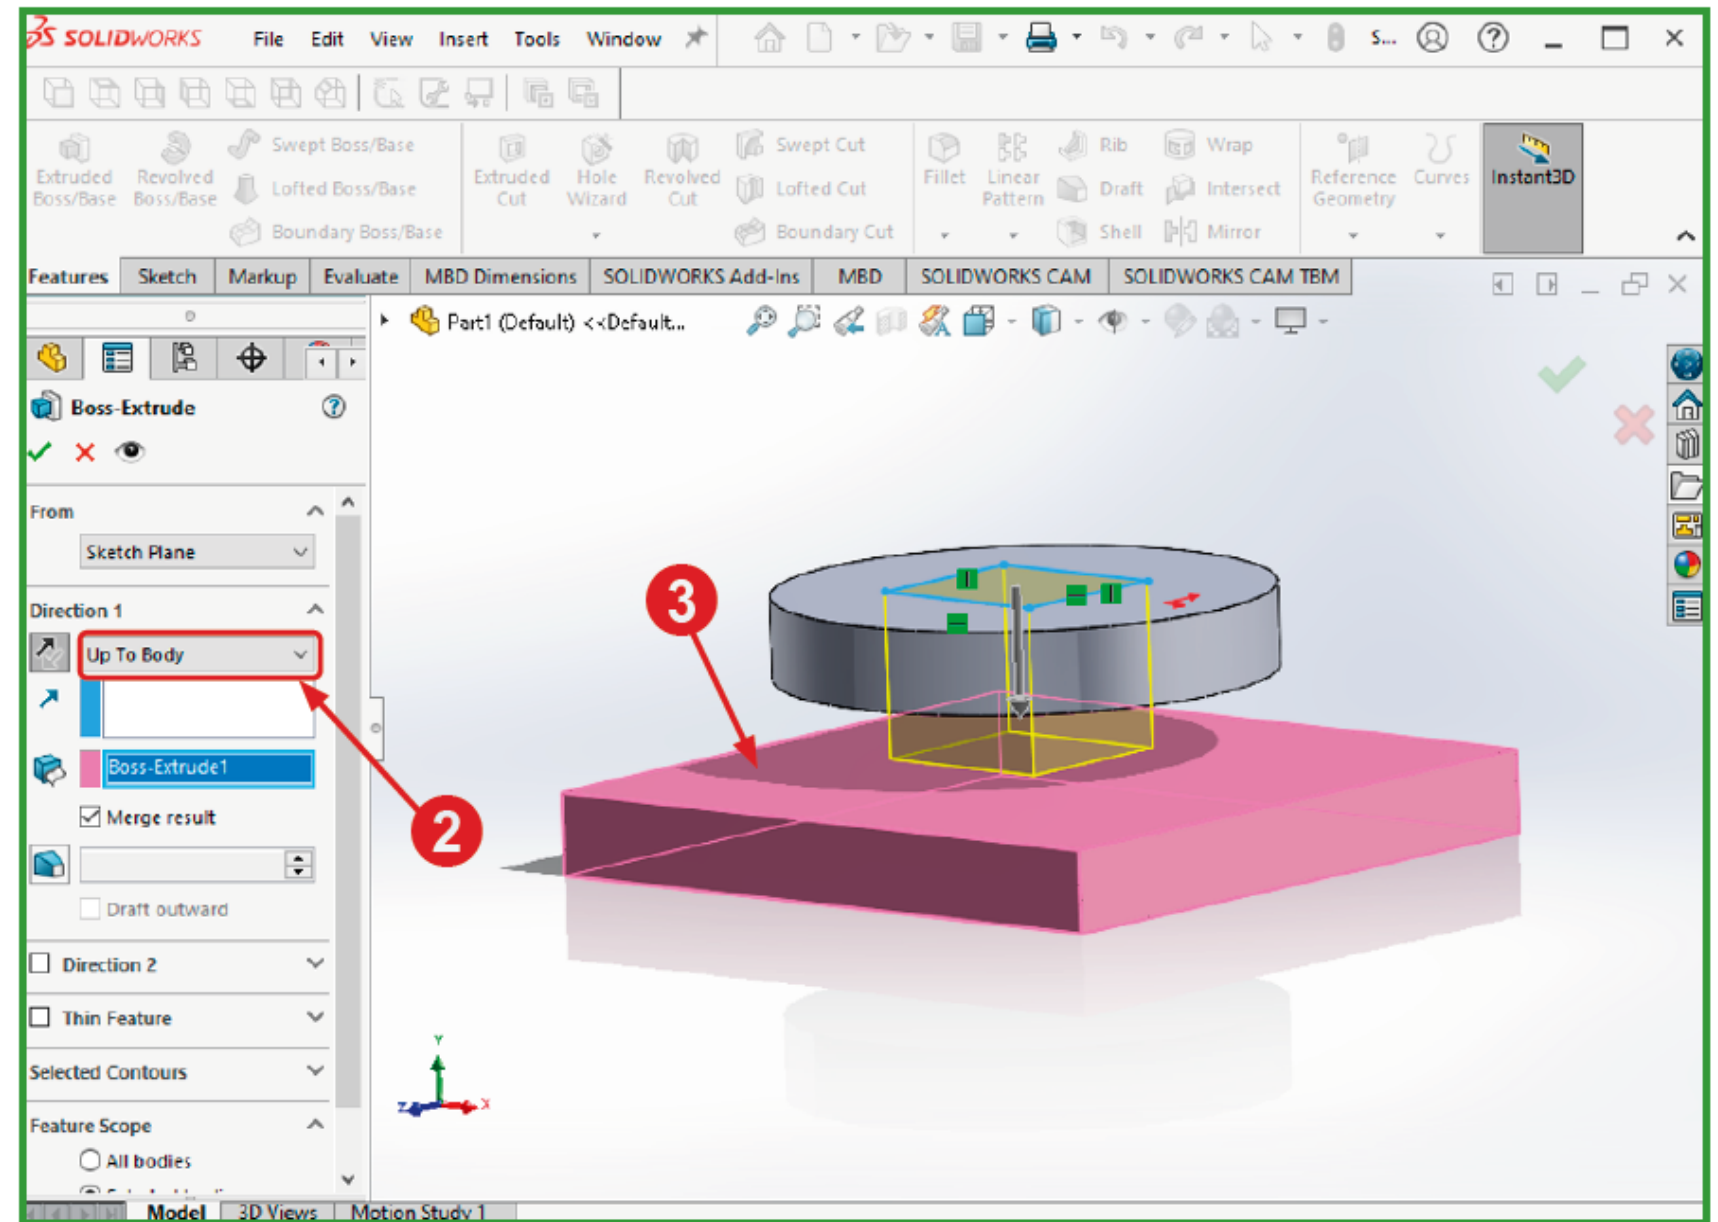 SOLIDWORKS File Edit View Insert Tools Window S...
Extruded Boss/Base
Revolved Boss/Base
Swept Boss/Base
Lofted Boss/Base
Boundary Boss/Base
Extruded Cut
Hole Wizard
Revolved Cut
Swept Cut
Lofted Cut
Boundary Cut
Fillet
Linear Pattern
Rib
Draft
Shell
Wrap
Intersect
Mirror
Reference Geometry
Curves
Instant3D
Features Sketch Markup Evaluate MBD Dimensions SOLIDWORKS Add-Ins MBD SOLIDWORKS CAM SOLIDWORKS CAM TBM
Part1 (Default) <<Default...
Boss-Extrude
From
Sketch Plane
Direction 1
Up To Body
Boss-Extrude1
Merge result
Draft outward
Direction 2
Thin Feature
Selected Contours
Feature Scope
All bodies
3
2
Y
Z
X
Model 3D Views Motion Study 1